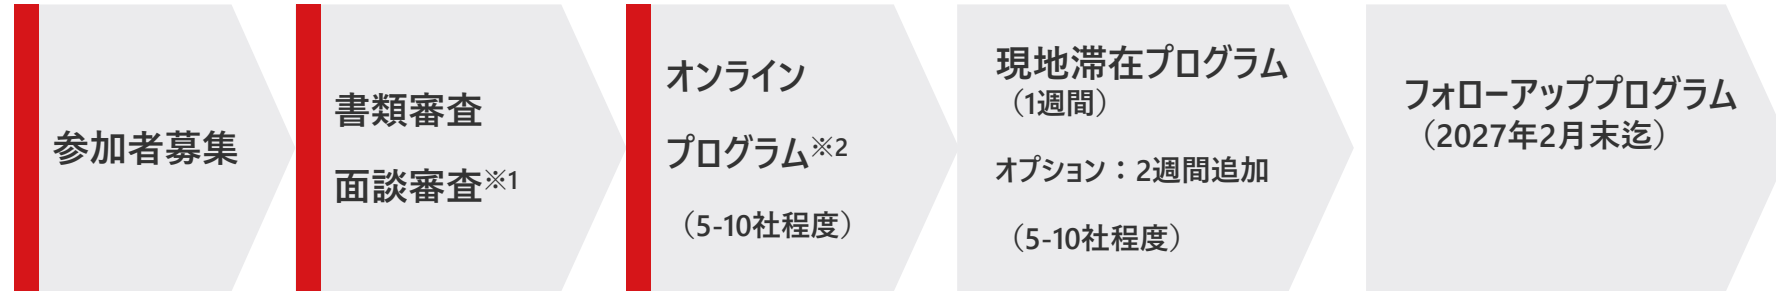 参加者募集
書類審査
面談審査※1
オンライン
プログラム※2
（5-10社程度）
現地滞在プログラム
（1週間）
オプション：2週間追加
（5-10社程度）
フォローアッププログラム
（2027年2月末迄）